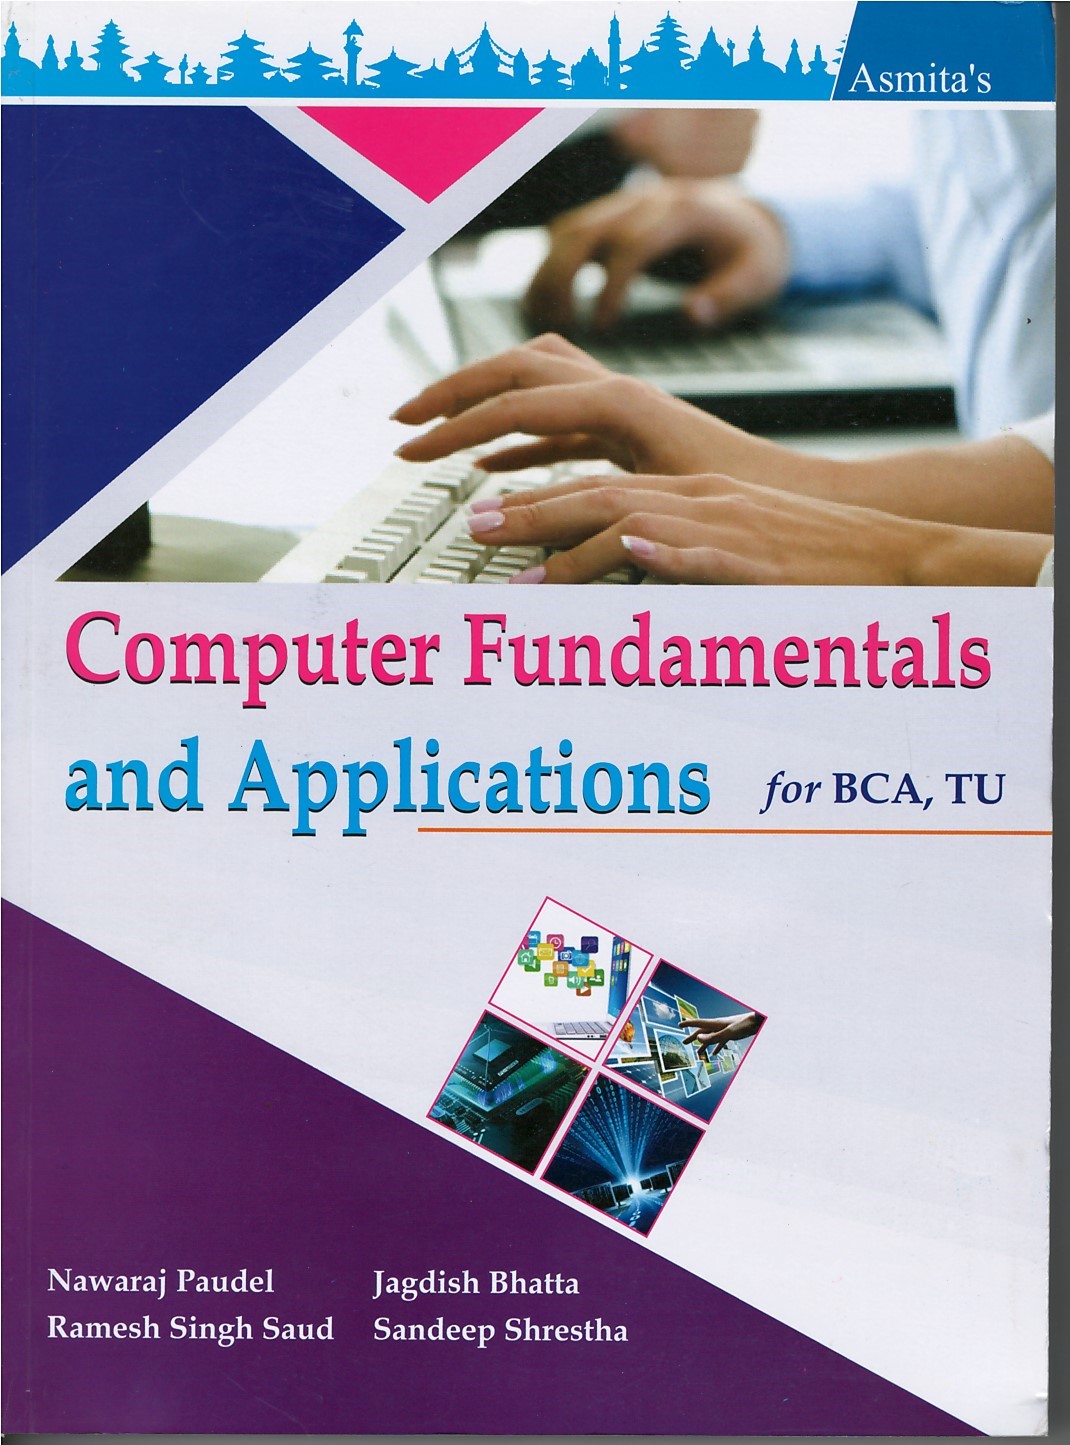 Asmita's
Computer Fundamentals
and Applications for BCA, TU
Nawaraj Paudel Jagdish Bhatta
Ramesh Singh Saud Sandeep Shrestha